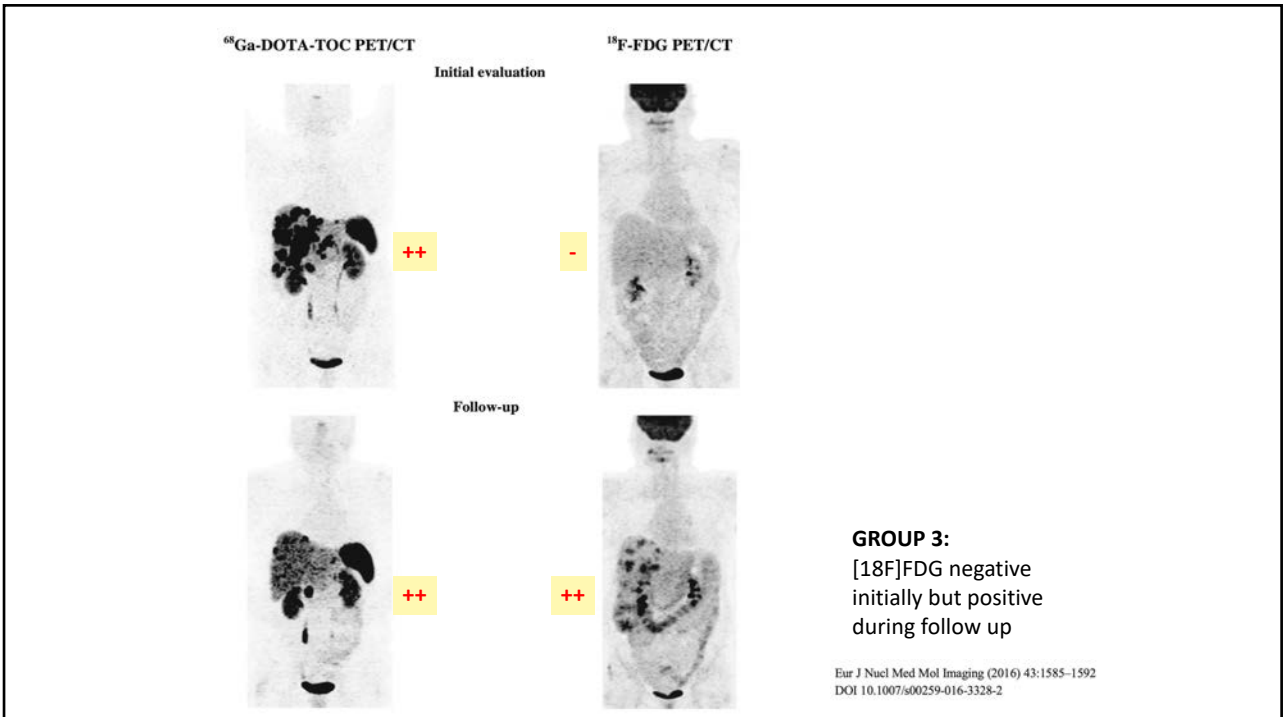 ⁶⁸Ga-DOTA-TOC PET/CT
¹⁸F-FDG PET/CT
Initial evaluation
++
-
Follow-up
++
++
GROUP 3:
[18F]FDG negative
initially but positive
during follow up
Eur J Nucl Med Mol Imaging (2016) 43:1585–1592
DOI 10.1007/s00259-016-3328-2